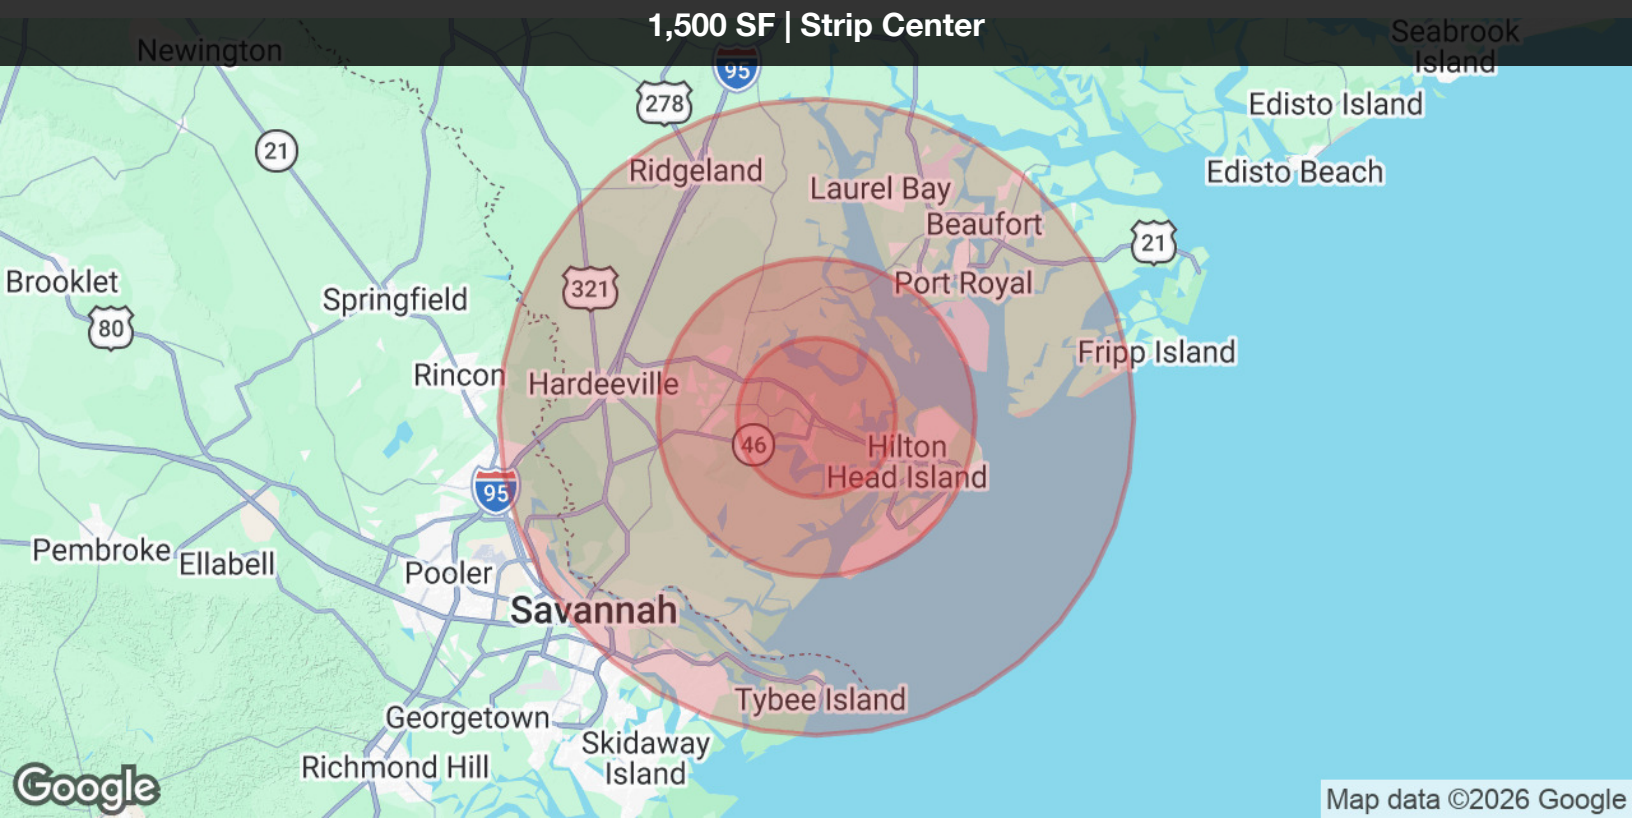 1,500 SF | Strip Center
Newington
Seabrook
Island
95
278
Edisto Island
21
Ridgeland
Edisto Beach
Laurel Bay
Beaufort
21
Brooklet
Port Royal
321
Springfield
80
Fripp Island
Rincon
Hardeeville
46
Hilton
Head Island
95
Pembroke
Ellabell
Pooler
Savannah
Tybee Island
Georgetown
Skidaway
Island
Richmond Hill
Google
Map data ©2026 Google